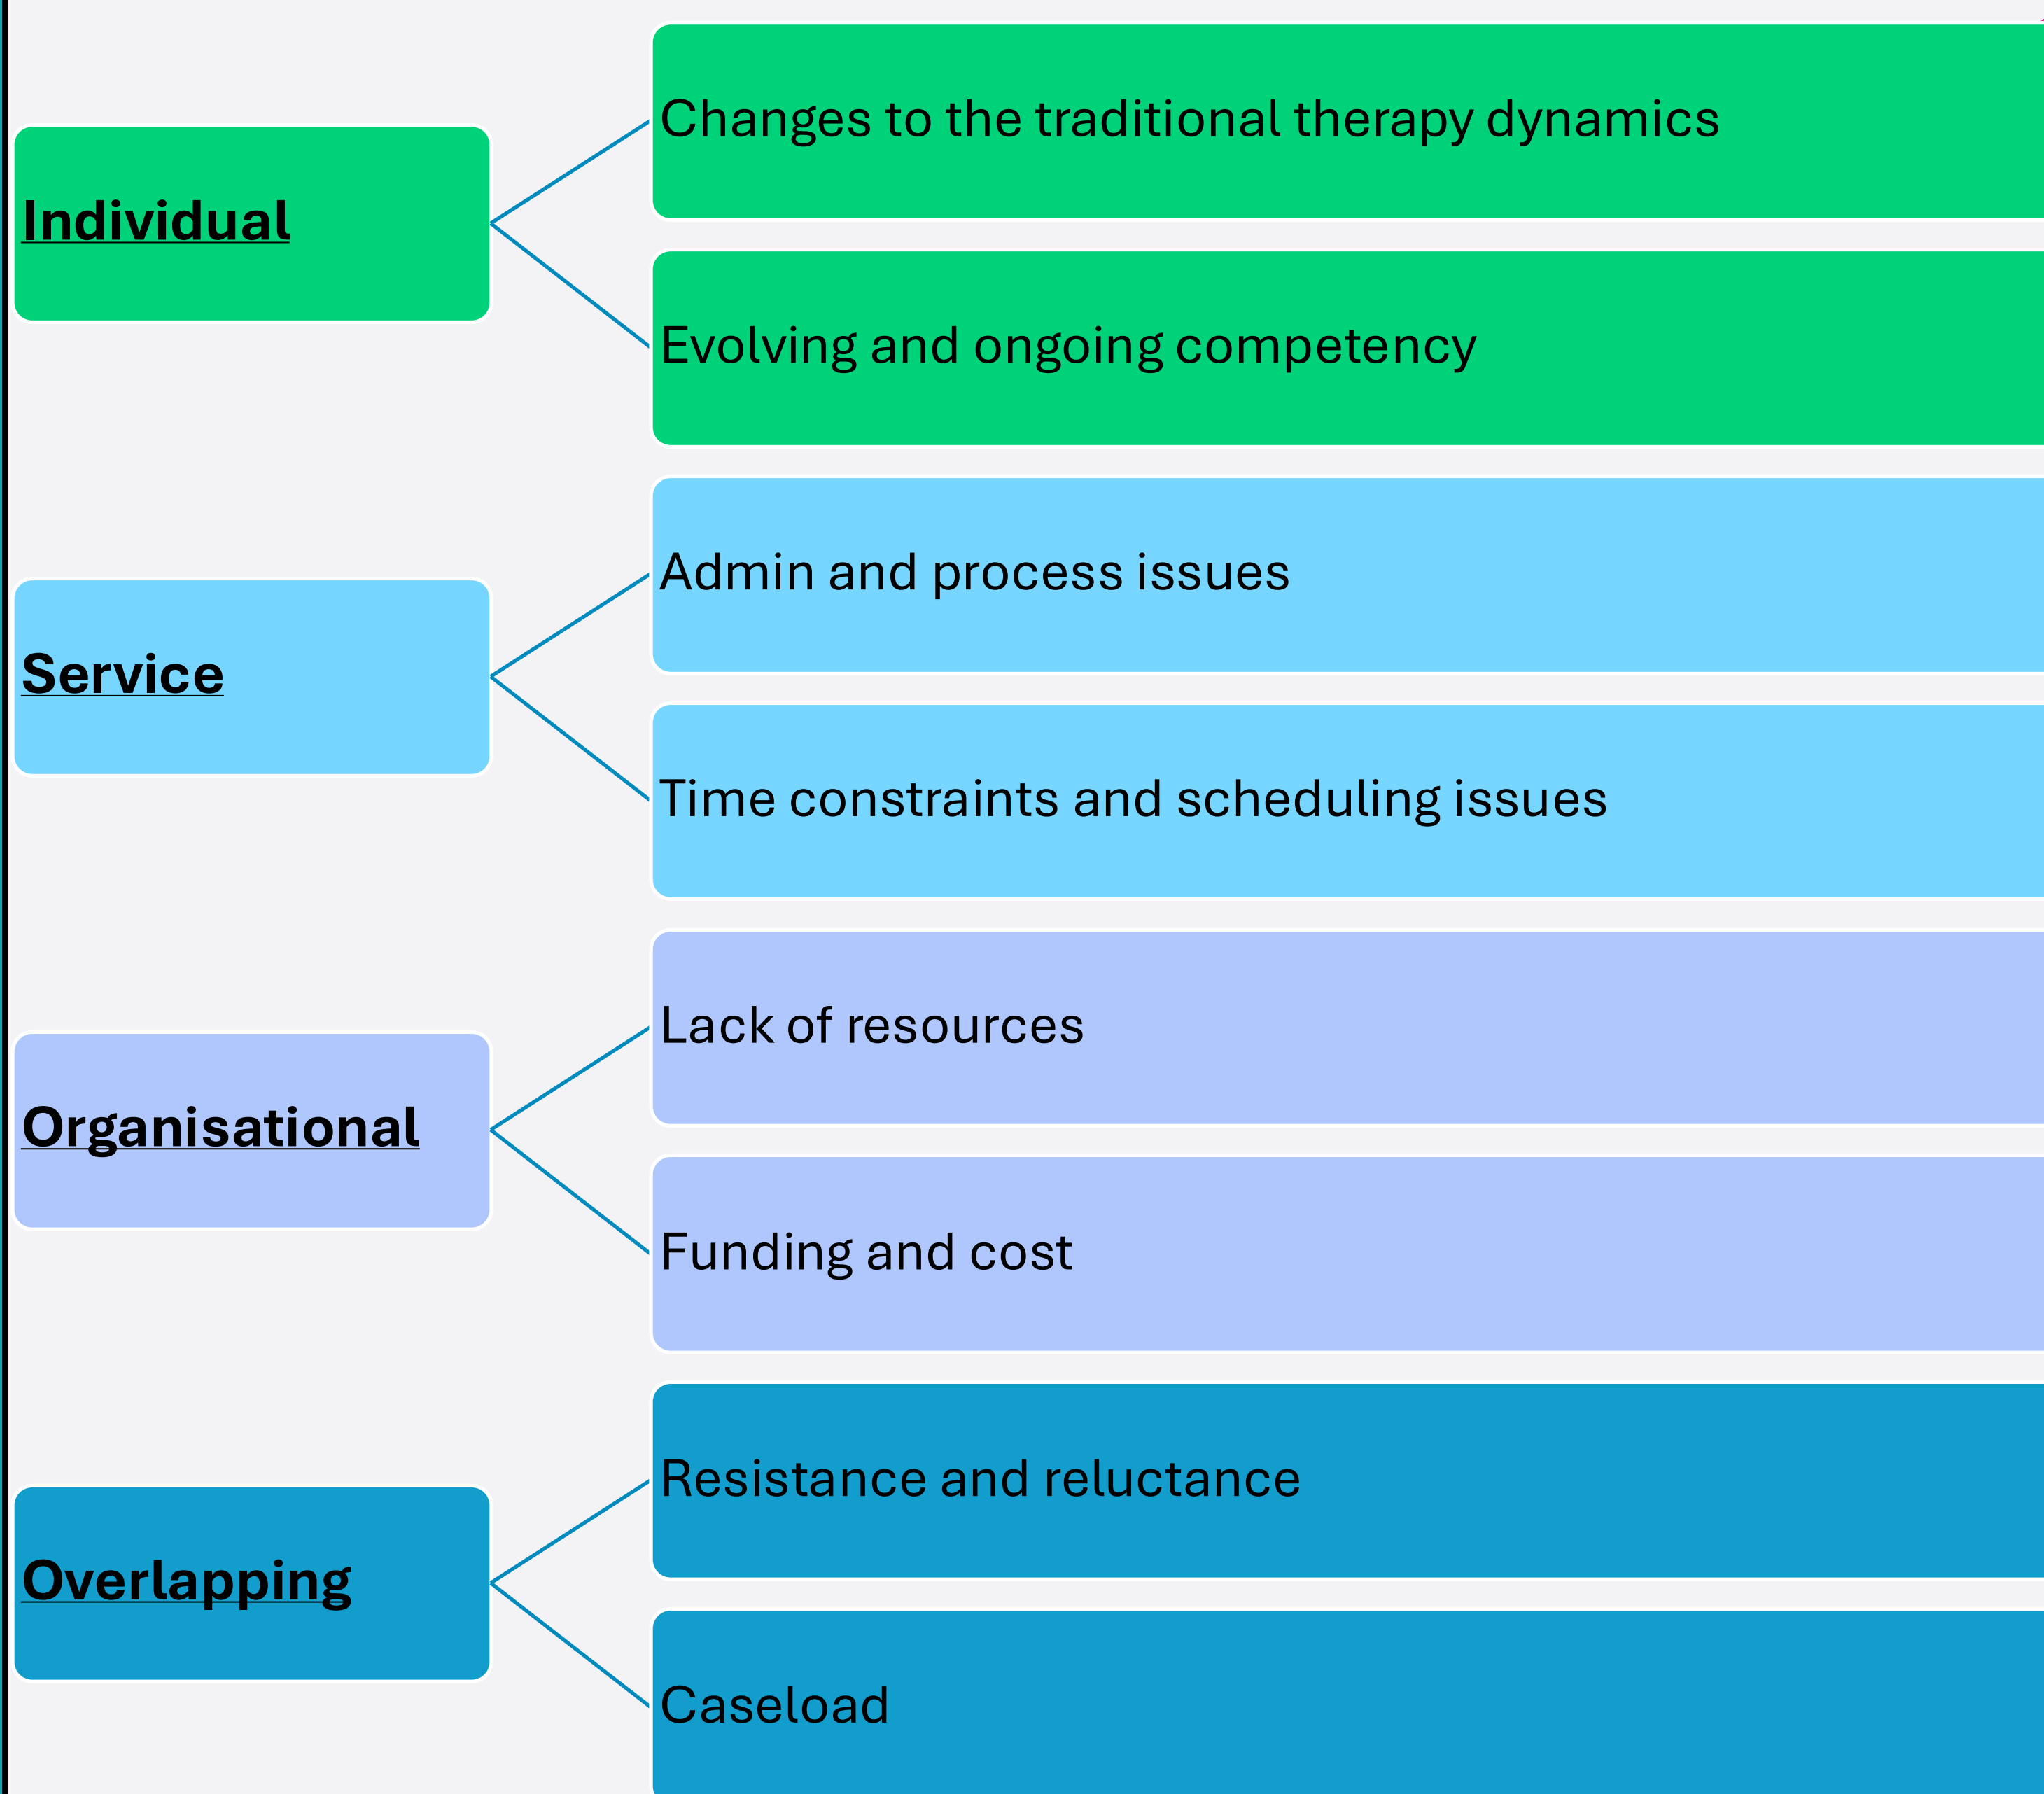 Individual
Changes to the traditional therapy dynamics
Evolving and ongoing competency
Service
Admin and process issues
Time constraints and scheduling issues
Organisational
Lack of resources
Funding and cost
Overlapping
Resistance and reluctance
Caseload